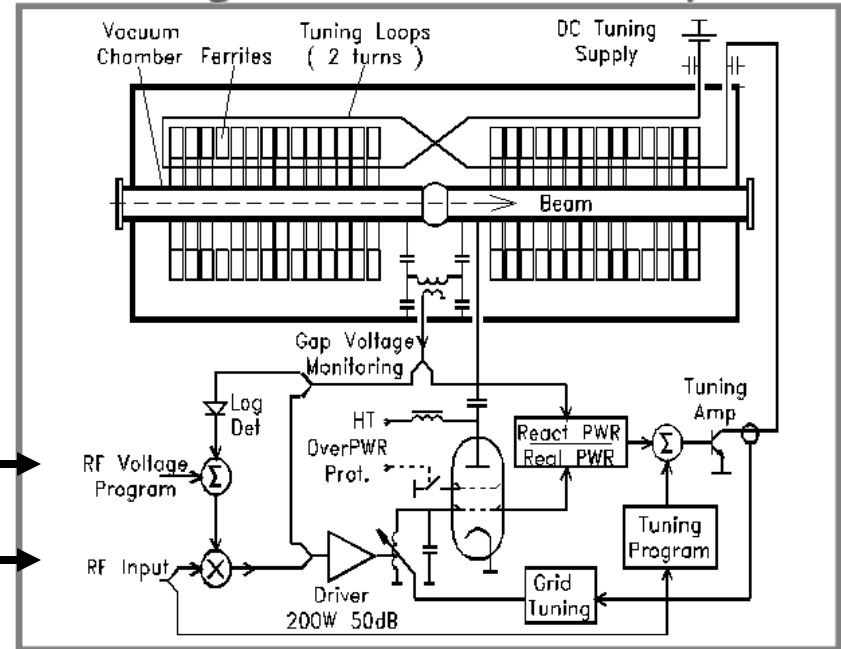 Vacuum
Chamber
Ferrites
Tuning Loops
( 2 turns )
DC Tuning
Supply
Beam
Gap Voltage
Monitoring
Log
Det
HT
OverPWR
Prot.
React PWR
Real PWR
Σ
Tuning
Amp
RF Voltage
Program
Σ
RF Input
X
Driver
200W 50dB
Grid
Tuning
Tuning
Program